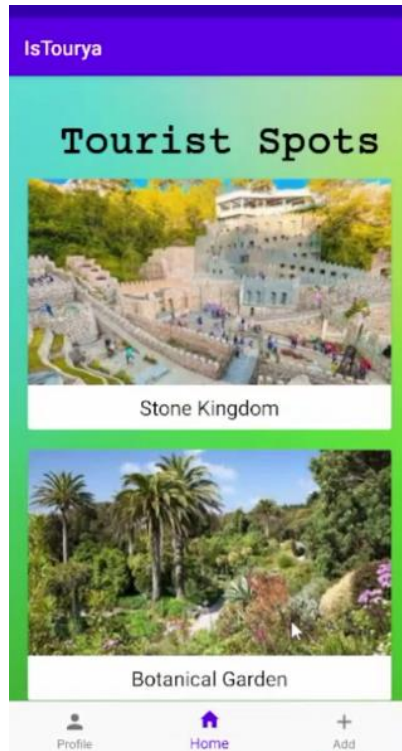 IsTourya
Tourist Spots
Stone Kingdom
Botanical Garden
Profile
Home
Add